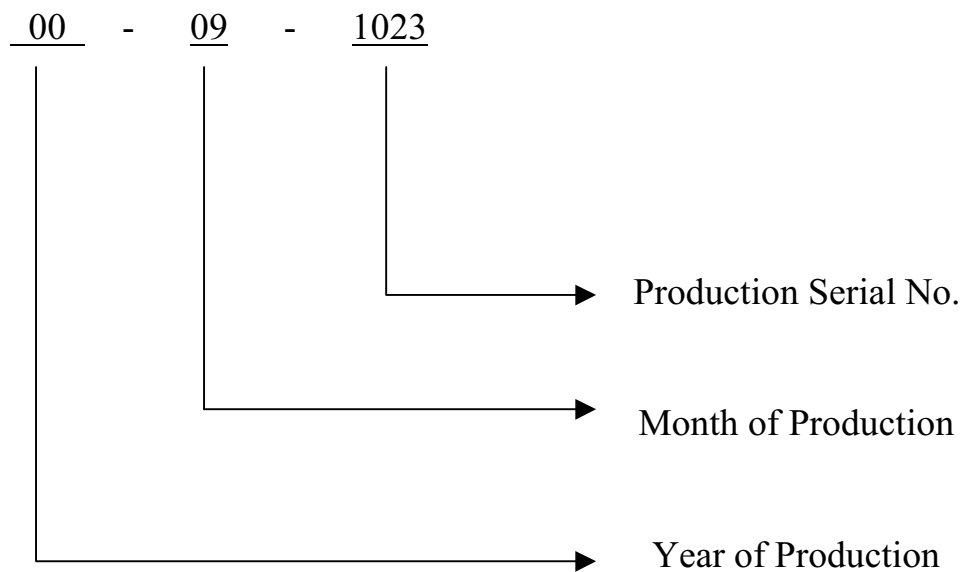 00 - 09 - 1023
Production Serial No.
Month of Production
Year of Production